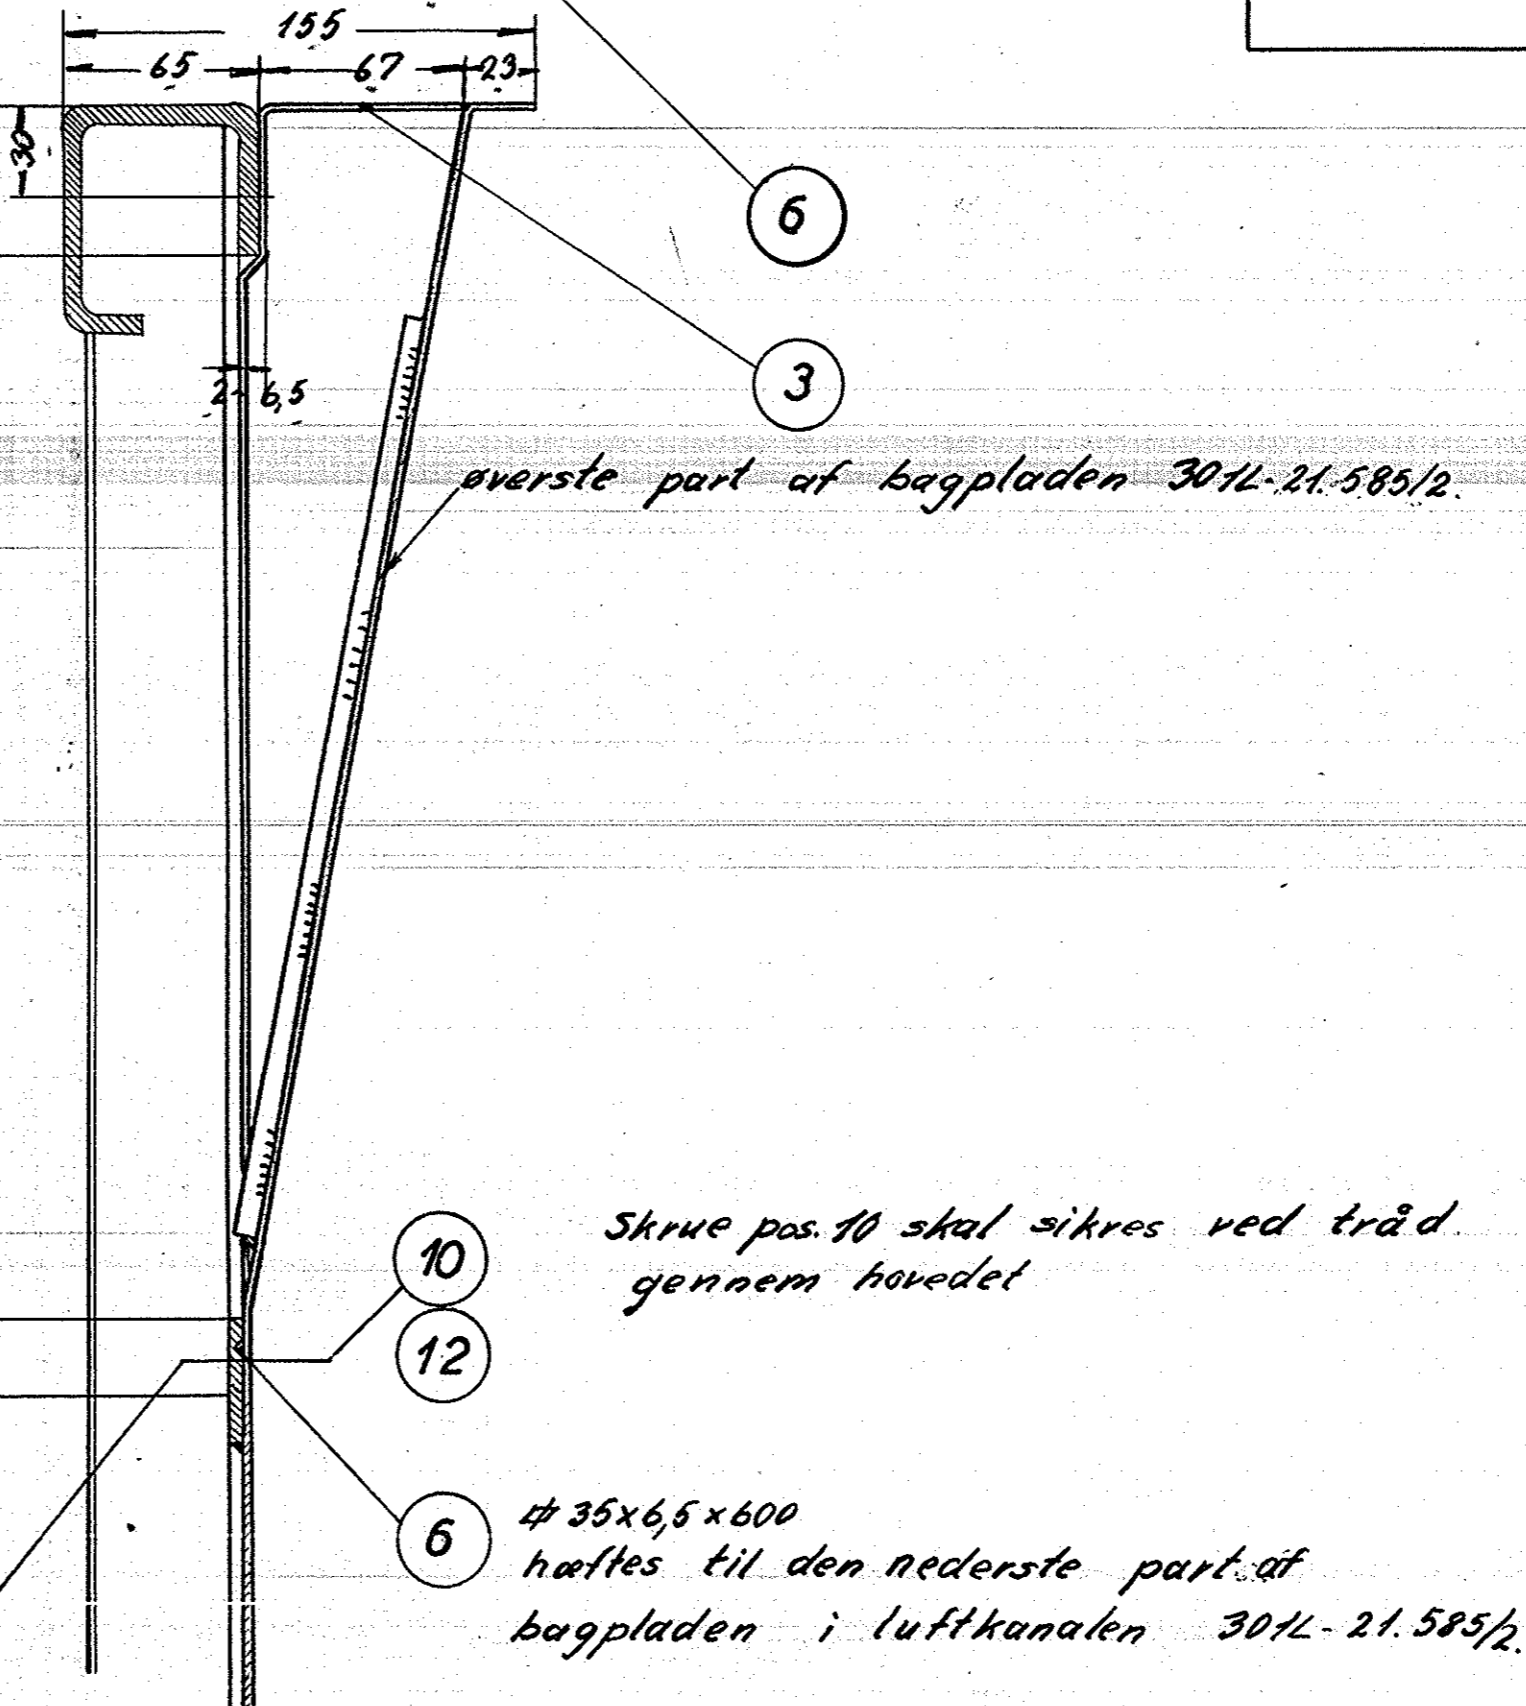 155
65 67 23
30
6
3
2 6,5
øverste part af bagpladen 301L-21.585/2.
10
Skrue pos. 10 skal sikres ved tråd
gennem hovedet
12
6
35x6,5x600
hæftes til den nederste part af
bagpladen i luftkanalen 301L-21.585/2.